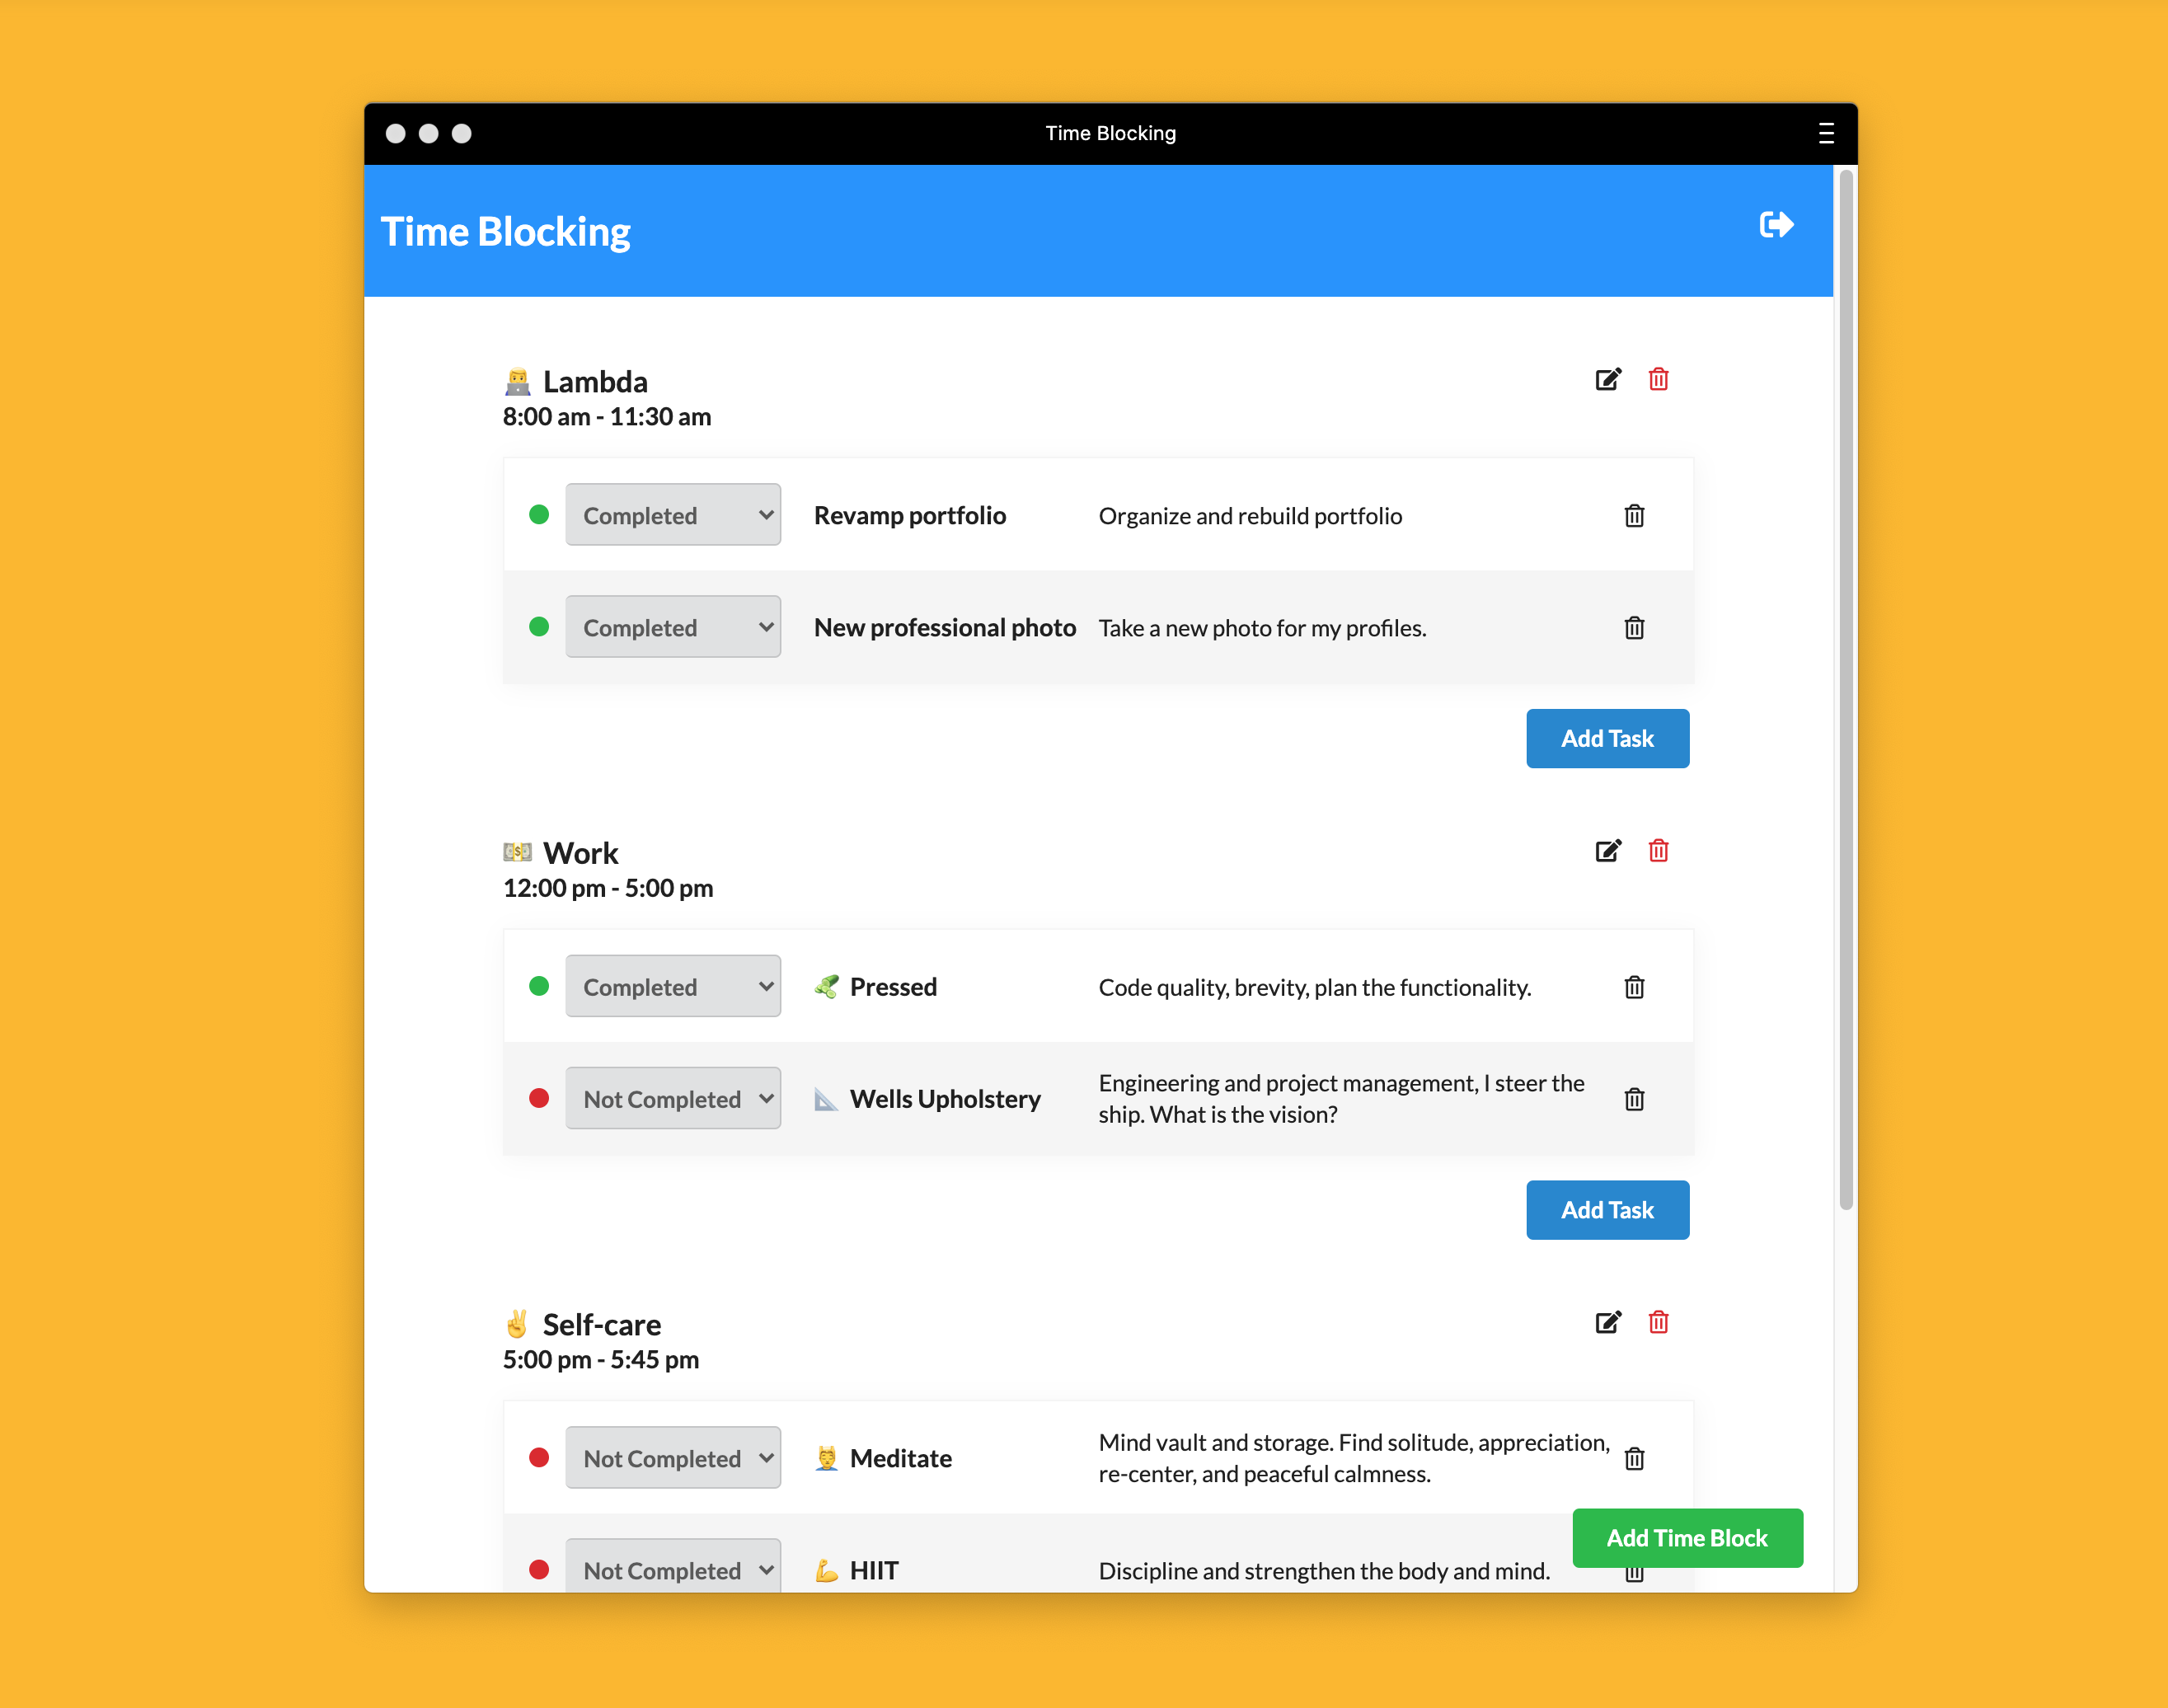 Time Blocking
Time Blocking
Lambda
8:00 am - 11:30 am
Completed Revamp portfolio Organize and rebuild portfolio
Completed New professional photo Take a new photo for my profiles.
Add Task
Work
12:00 pm - 5:00 pm
Completed Pressed Code quality, brevity, plan the functionality.
Not Completed Wells Upholstery Engineering and project management, I steer the
ship. What is the vision?
Add Task
Self-care
5:00 pm - 5:45 pm
Not Completed Meditate Mind vault and storage. Find solitude, appreciation,
re-center, and peaceful calmness.
Add Time Block
Not Completed HIIT Discipline and strengthen the body and mind.